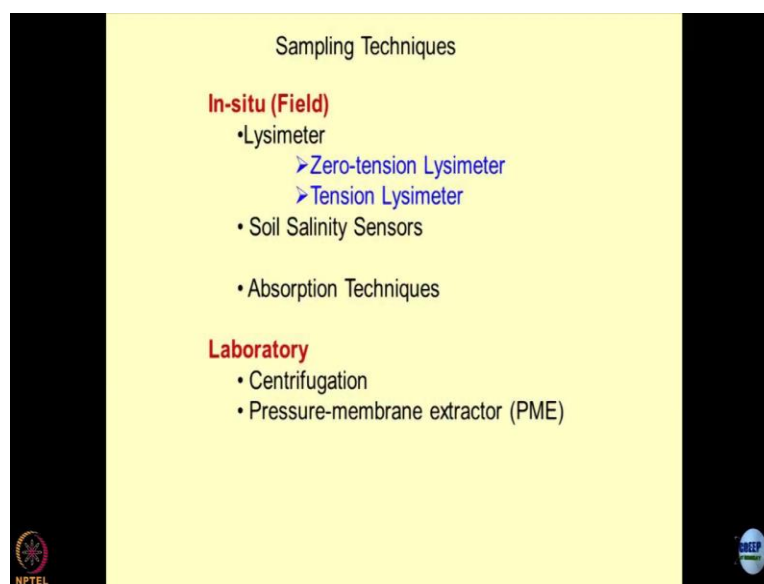 Sampling Techniques
In-situ (Field)
•Lysimeter
➢Zero-tension Lysimeter
➢Tension Lysimeter
• Soil Salinity Sensors
• Absorption Techniques
Laboratory
• Centrifugation
• Pressure-membrane extractor (PME)
NPTEL